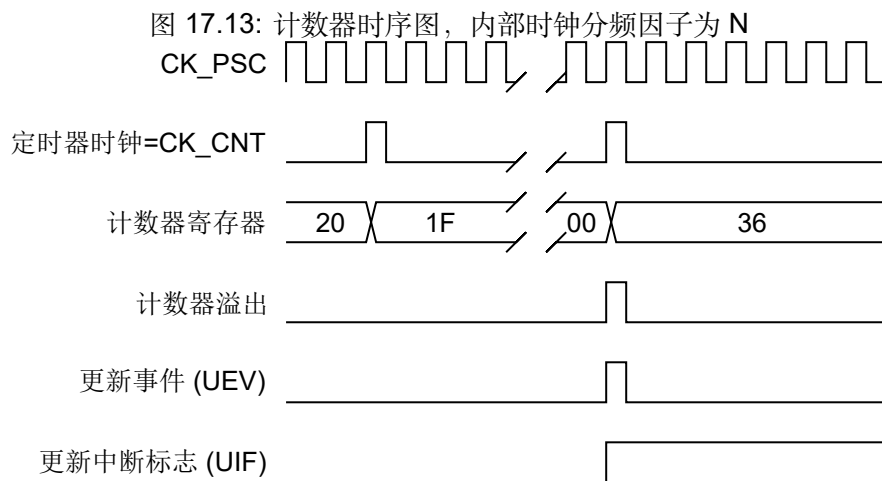 图 17.13: 计数器时序图，内部时钟分频因子为 N
CK_PSC
定时器时钟=CK_CNT
计数器寄存器 20 1F 00 36
计数器溢出
更新事件 (UEV)
更新中断标志 (UIF)